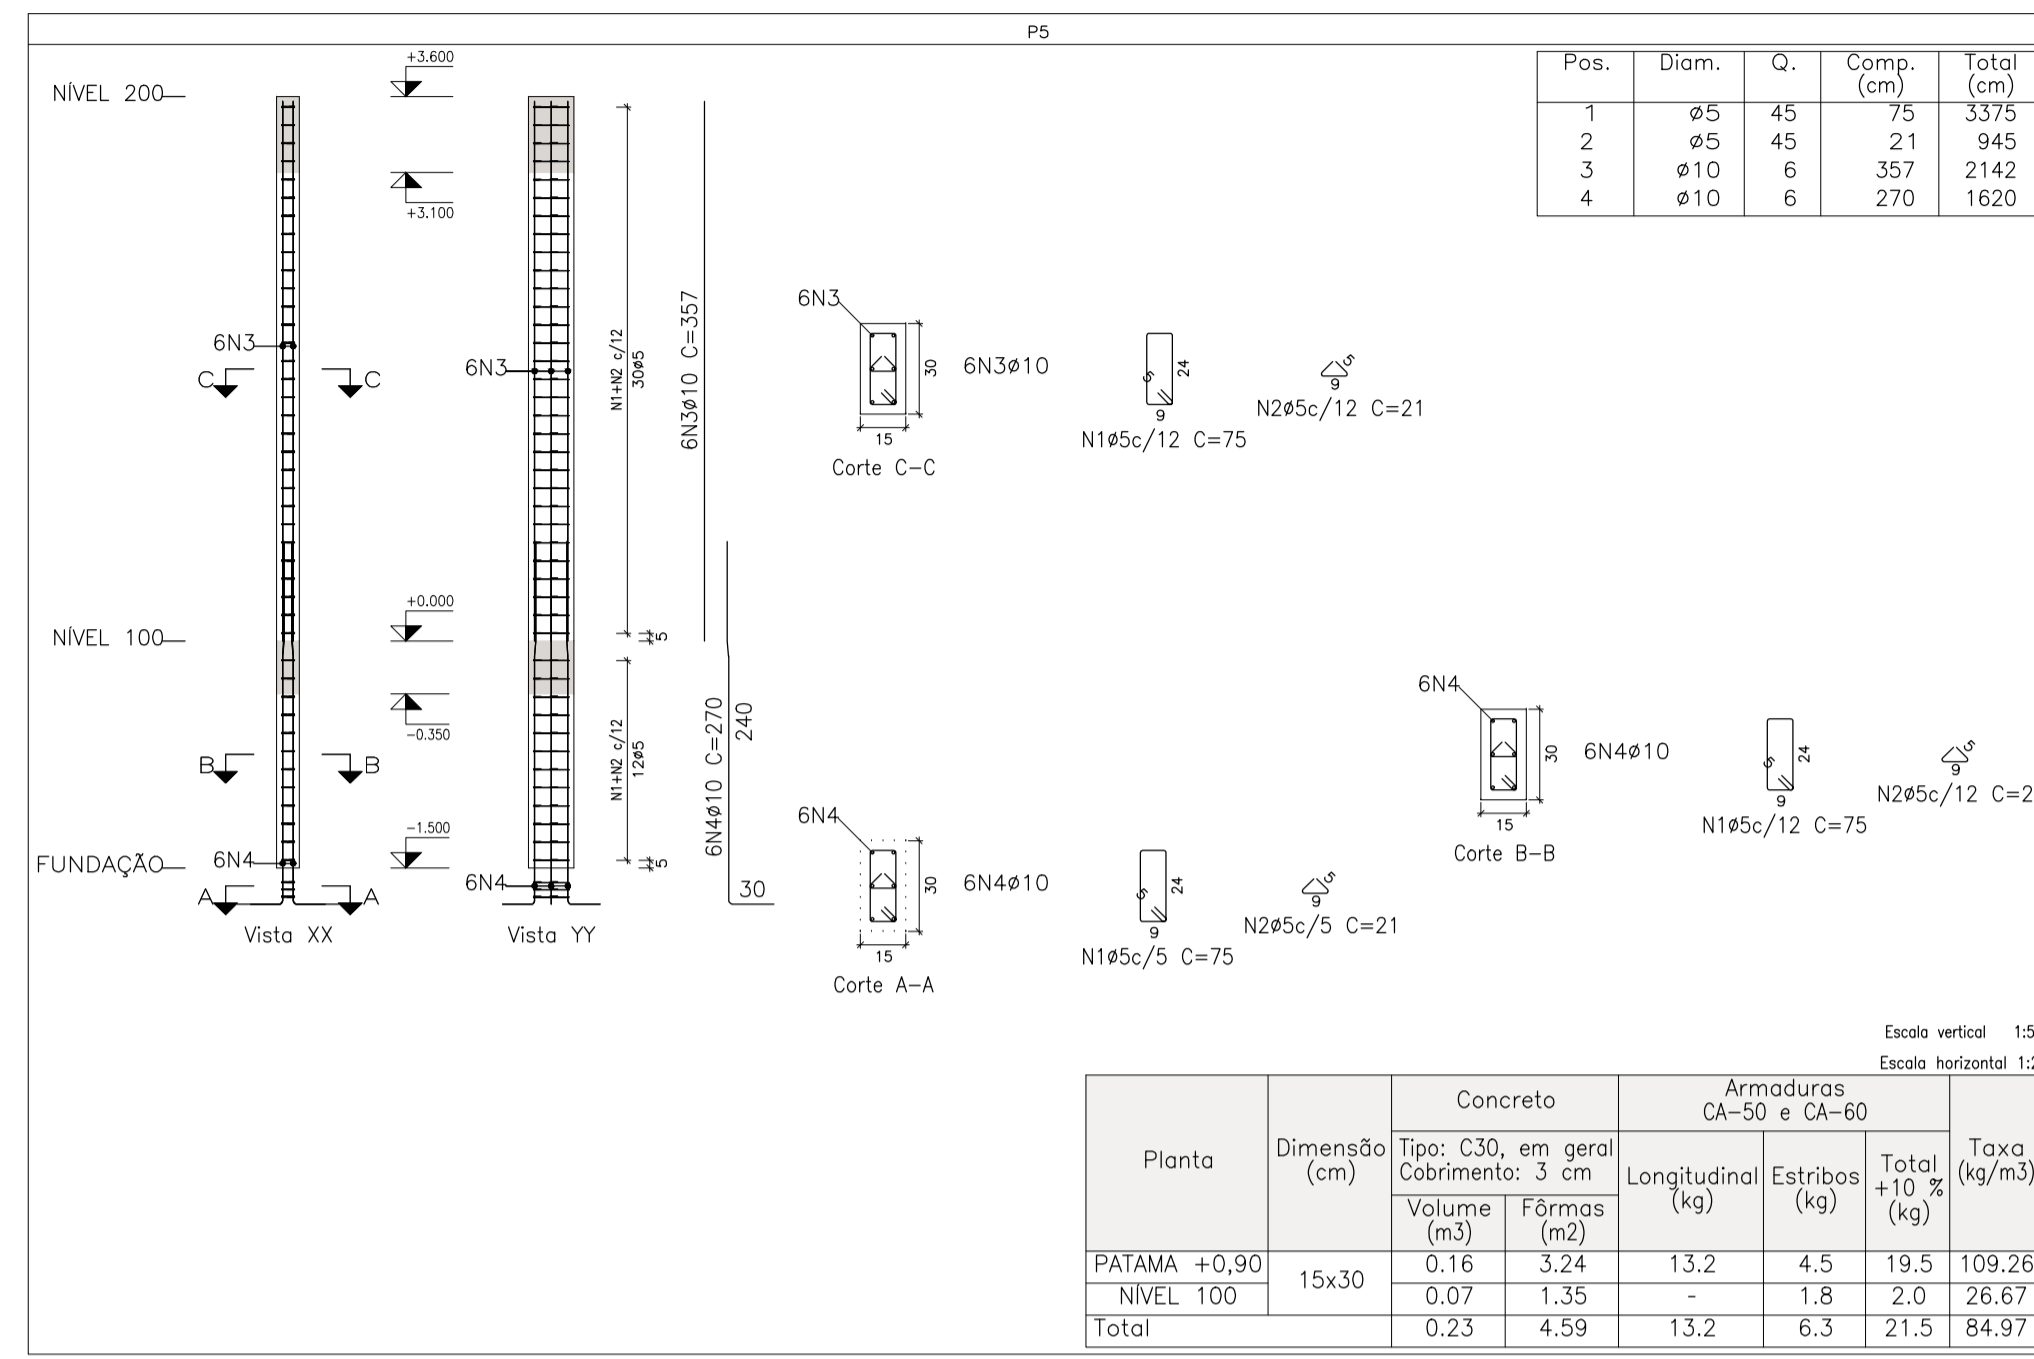 P5
Pos. Diam. Q. Comp. (cm) Total (cm)
1 ø5 45 75 3375
2 ø5 45 21 945
3 ø10 6 357 2142
4 ø10 6 270 1620
NÍVEL 200
+3.600
+3.100
6N3
C C
6N3
N1+N2 c/12
30ø5
6N3ø10 C=357
6N3
30
15
6N3ø10
Corte C-C
5
24
9
N1ø5c/12 C=75
5
9
N2ø5c/12 C=21
NÍVEL 100
+0.000
-0.350
5
B B
N1+N2 c/12
12ø5
6N4ø10 C=270
240
30
FUNDAÇÃO
-1.500
6N4
6N4
5
A A
Vista XX
Vista YY
6N4
30
15
6N4ø10
Corte A-A
5
24
9
N1ø5c/5 C=75
5
9
N2ø5c/5 C=21
6N4
30
15
6N4ø10
Corte B-B
5
24
9
N1ø5c/12 C=75
5
9
N2ø5c/12 C=2
Escala vertical 1:5
Escala horizontal 1:2
Planta
Dimensão (cm)
Concreto
Tipo: C30, em geral
Cobrimento: 3 cm
Volume (m3)
Fôrmas (m2)
Armaduras
CA-50 e CA-60
Longitudinal (kg)
Estribos (kg)
Total +10 % (kg)
Taxa (kg/m3)
PATAMA +0,90 15x30 0.16 3.24 13.2 4.5 19.5 109.26
NÍVEL 100 0.07 1.35 - 1.8 2.0 26.67
Total 0.23 4.59 13.2 6.3 21.5 84.97